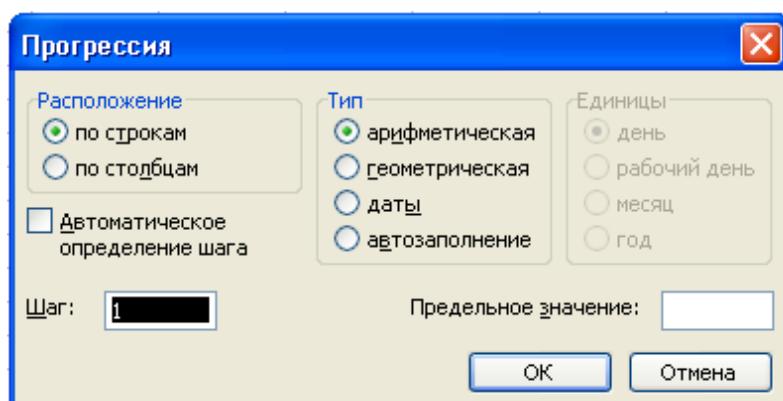 Прогрессия
Расположение
по строкам
по столбцам
Автоматическое
определение шага
Тип
арифметическая
геометрическая
даты
автозаполнение
Единицы
день
рабочий день
месяц
год
Шаг: 1
Предельное значение:
ОК
Отмена